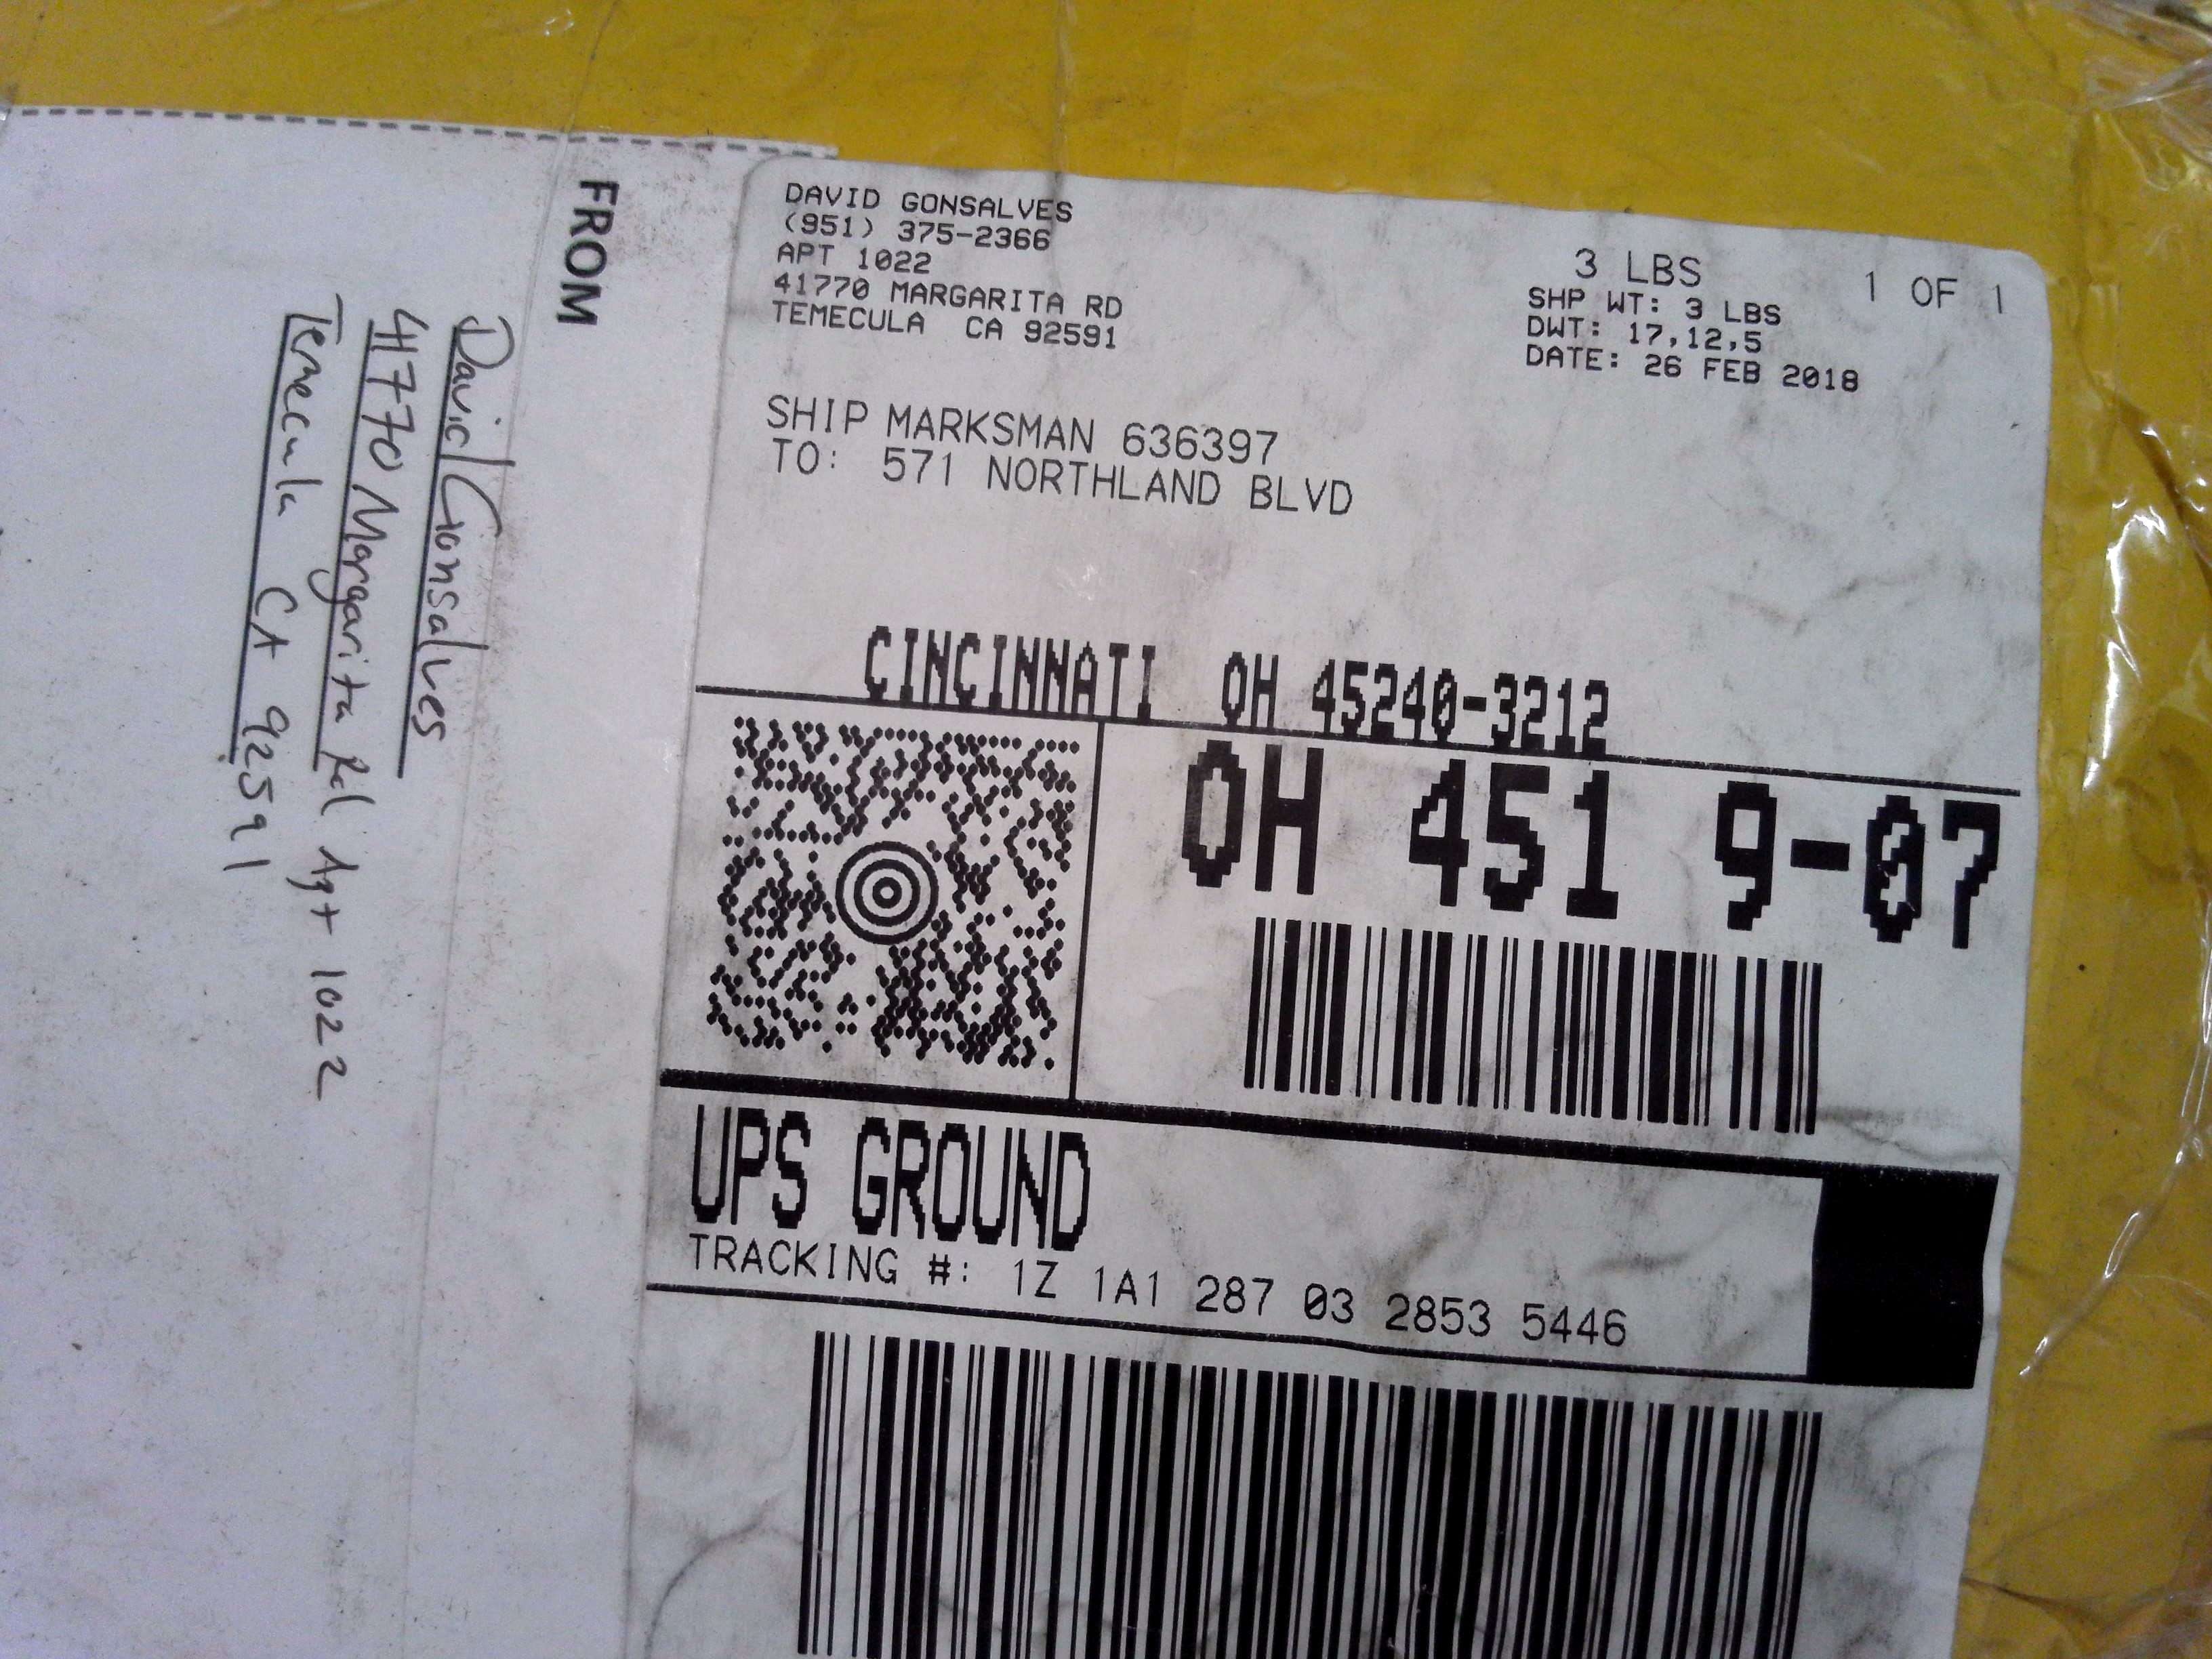 FROM
David Gonsalves
41770 Margarita Rd Apt 1022
Temecula CA 92591
DAVID GONSALVES
(951) 375-2366
APT 1022
41770 MARGARITA RD
TEMECULA CA 92591
3 LBS 1 OF 1
SHP WT: 3 LBS
DWT: 17,12,5
DATE: 26 FEB 2018
SHIP MARKSMAN 636397
TO: 571 NORTHLAND BLVD
CINCINNATI OH 45240-3212
OH 451 9-07
UPS GROUND
TRACKING #: 1Z 1A1 287 03 2853 5446